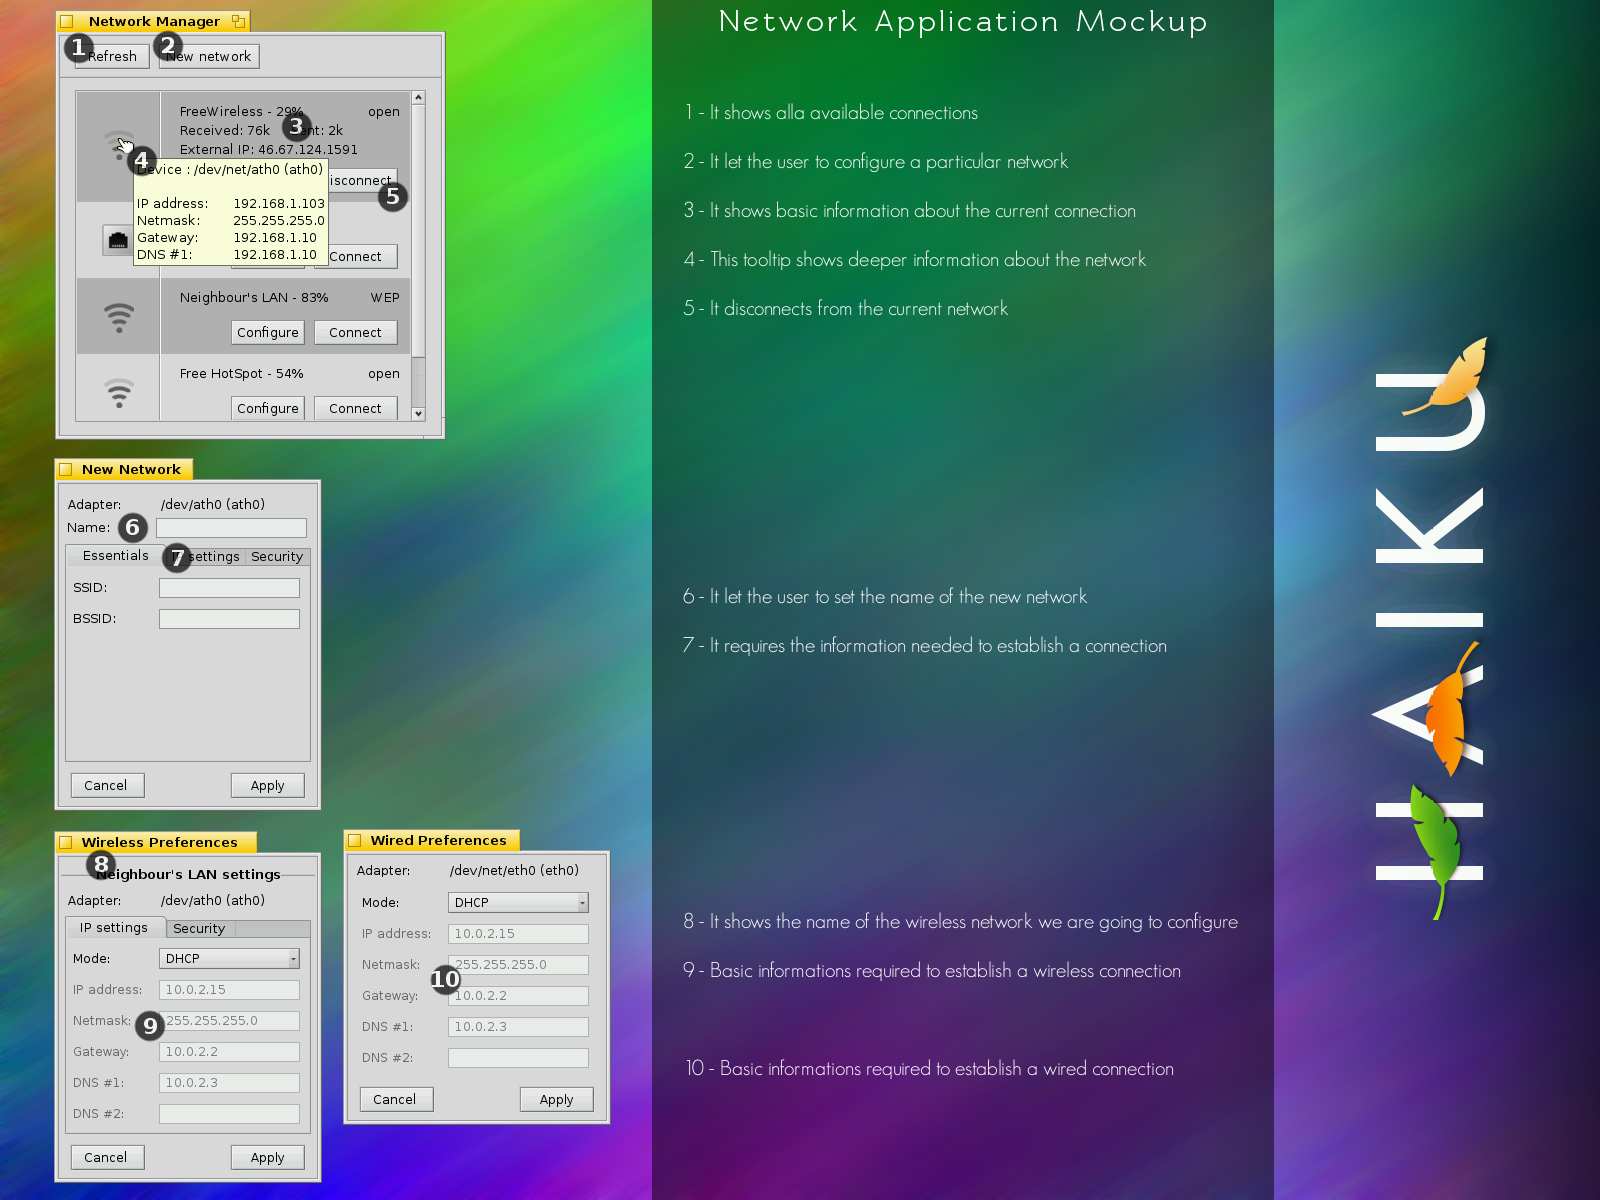 Network Manager
1 Refresh 2 New network
FreeWireless - 29% open
Received: 76k 3 Sent: 2k
External IP: 46.67.124.1591
4
Device : /dev/net/ath0 (ath0)
Disconnect
5
IP address: 192.168.1.103
Netmask: 255.255.255.0
Gateway: 192.168.1.10
DNS #1: 192.168.1.10
Connect
Neighbour's LAN - 83% WEP
Configure Connect
Free HotSpot - 54% open
Configure Connect
New Network
Adapter: /dev/ath0 (ath0)
Name: 6
Essentials 7 IP settings Security
SSID:
BSSID:
Cancel Apply
Wireless Preferences
8
Neighbour's LAN settings
Adapter: /dev/ath0 (ath0)
IP settings Security
Mode: DHCP
IP address: 10.0.2.15
Netmask: 9 255.255.255.0
Gateway: 10.0.2.2
DNS #1: 10.0.2.3
DNS #2:
Cancel Apply
Wired Preferences
Adapter: /dev/net/eth0 (eth0)
Mode: DHCP
IP address: 10.0.2.15
Netmask: 255.255.255.0
10
Gateway: 10.0.2.2
DNS #1: 10.0.2.3
DNS #2:
Cancel Apply
Network Application Mockup
1 - It shows alla available connections
2 - It let the user to configure a particular network
3 - It shows basic information about the current connection
4 - This tooltip shows deeper information about the network
5 - It disconnects from the current network
6 - It let the user to set the name of the new network
7 - It requires the information needed to establish a connection
8 - It shows the name of the wireless network we are going to configure
9 - Basic informations required to establish a wireless connection
10 - Basic informations required to establish a wired connection
HAIKU